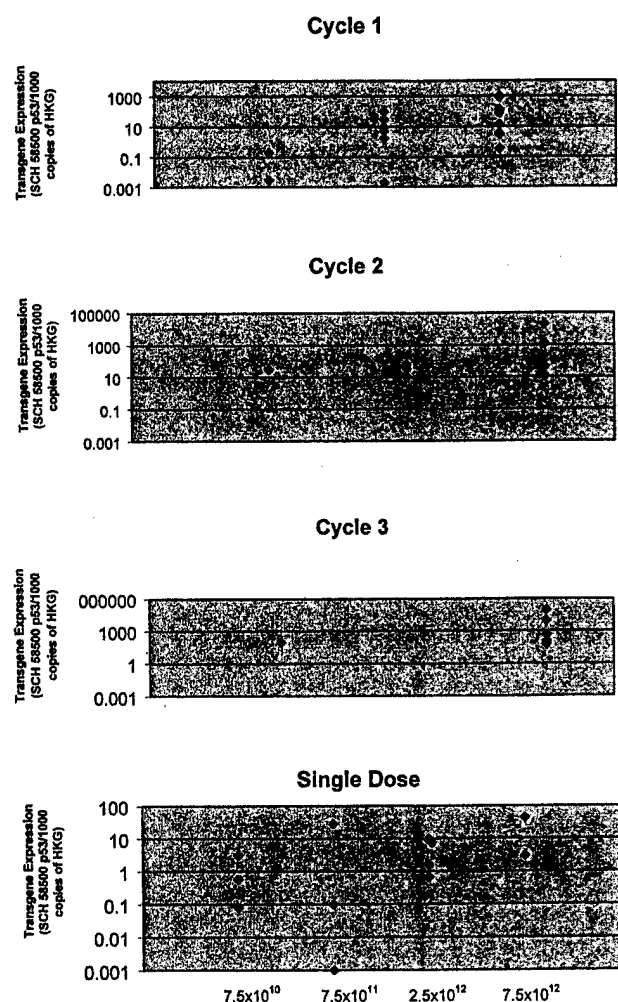 Cycle 1
Transgene Expression
(SCH 58500 p53/1000
copies of HKG)
1000
10
0.1
0.001
Cycle 2
Transgene Expression
(SCH 58500 p53/1000
copies of HKG)
100000
1000
10
0.1
0.001
Cycle 3
Transgene Expression
(SCH 58500 p53/1000
copies of HKG)
000000
1000
1
0.001
Single Dose
Transgene Expression
(SCH 58500 p53/1000
copies of HKG)
100
10
1
0.1
0.01
0.001
7.5x10¹⁰ 7.5x10¹¹ 2.5x10¹² 7.5x10¹²